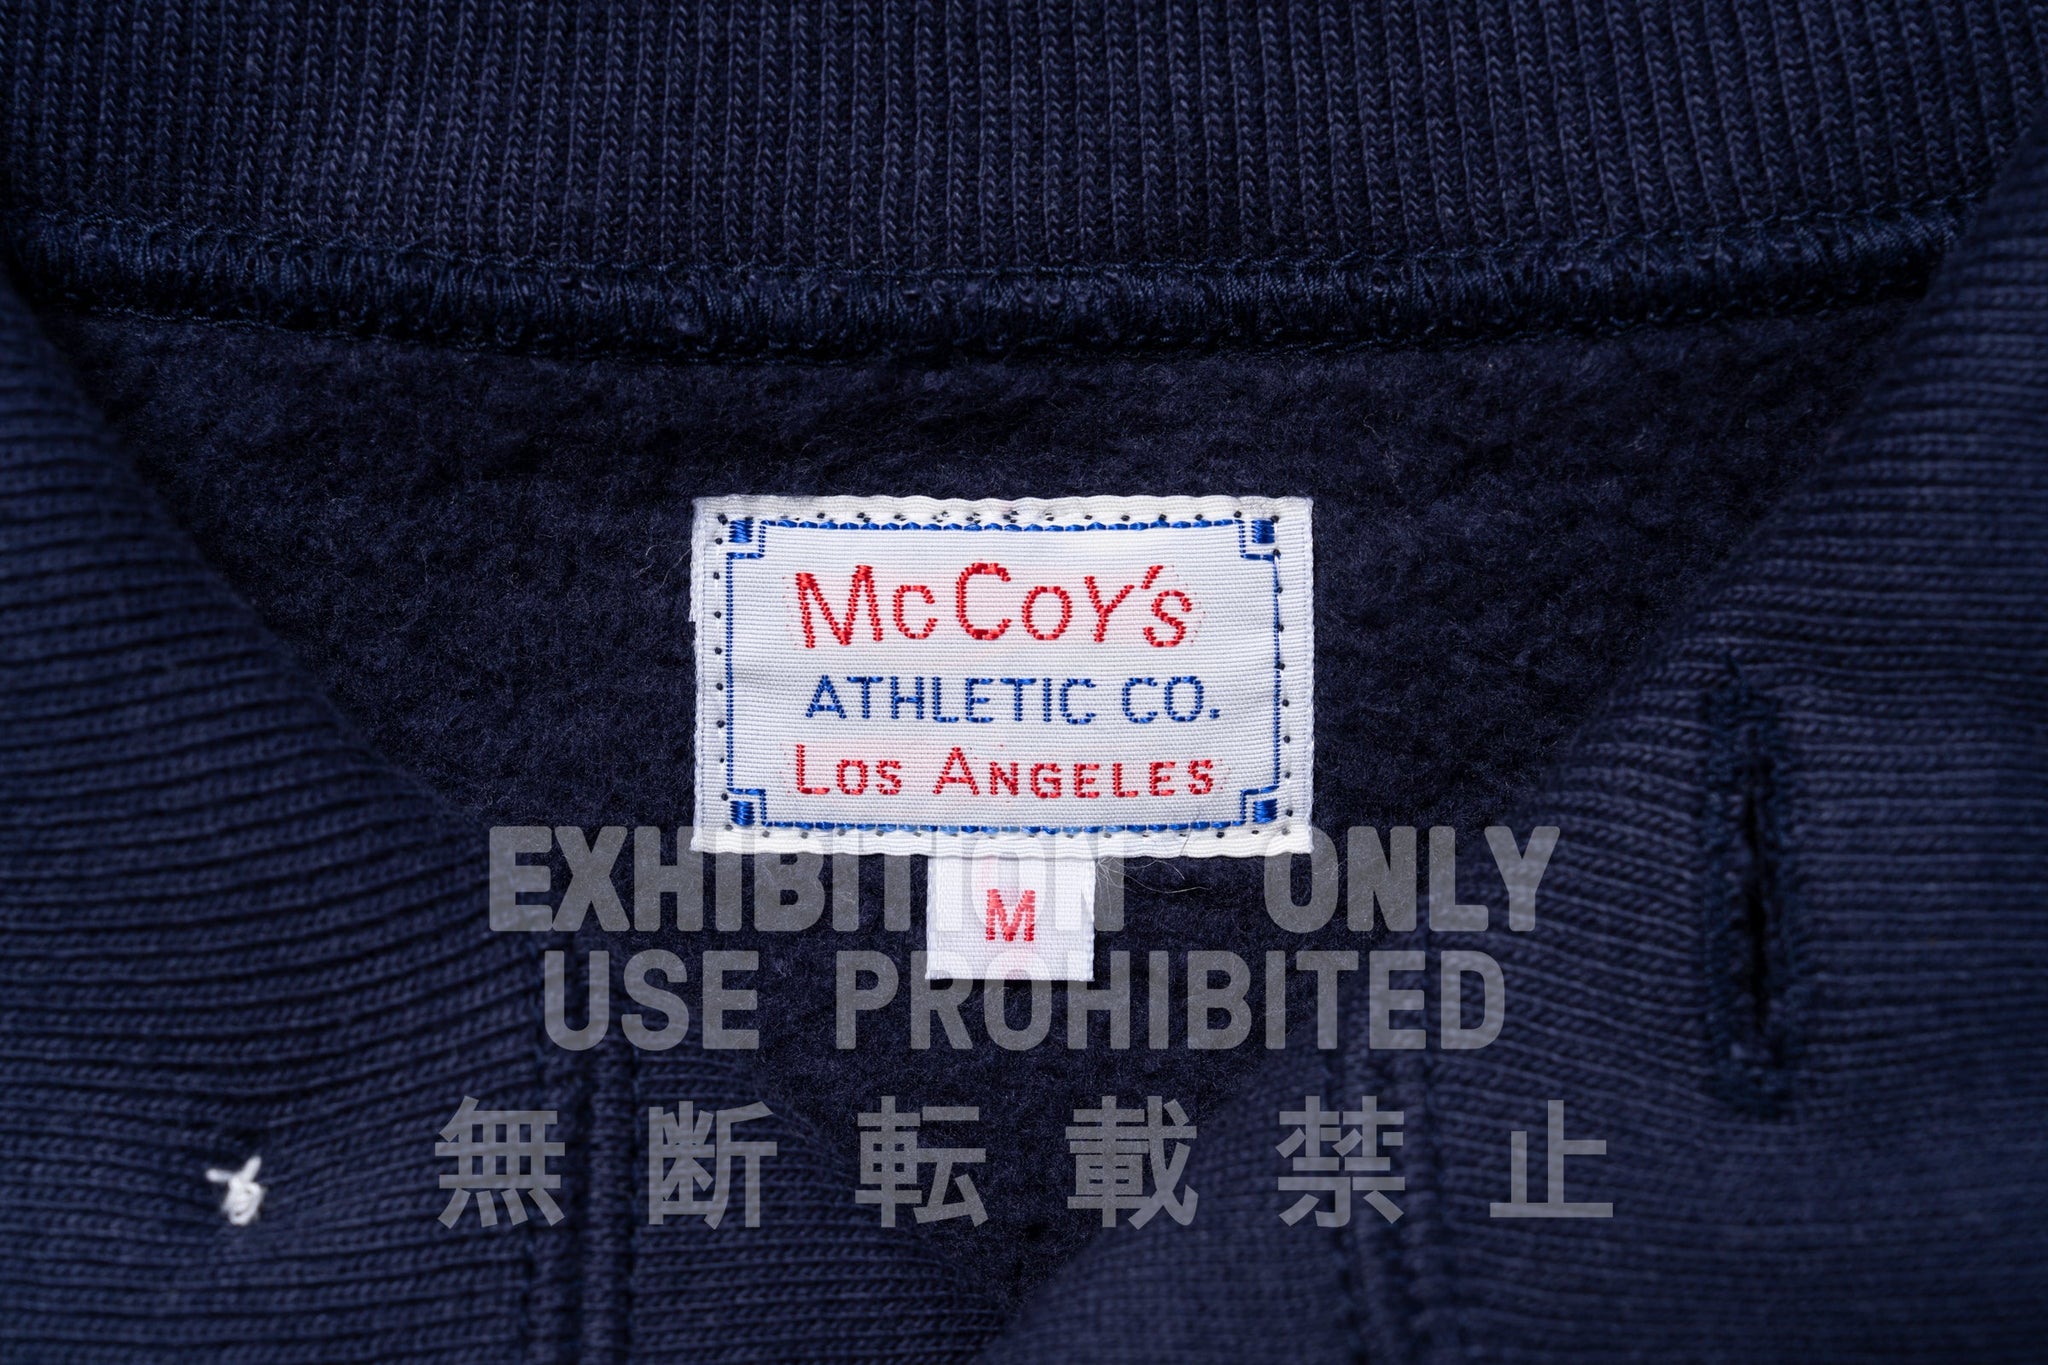 McCoy's
ATHLETIC CO.
Los Angeles
M
EXHIBITION ONLY
USE PROHIBITED
無断転載禁止